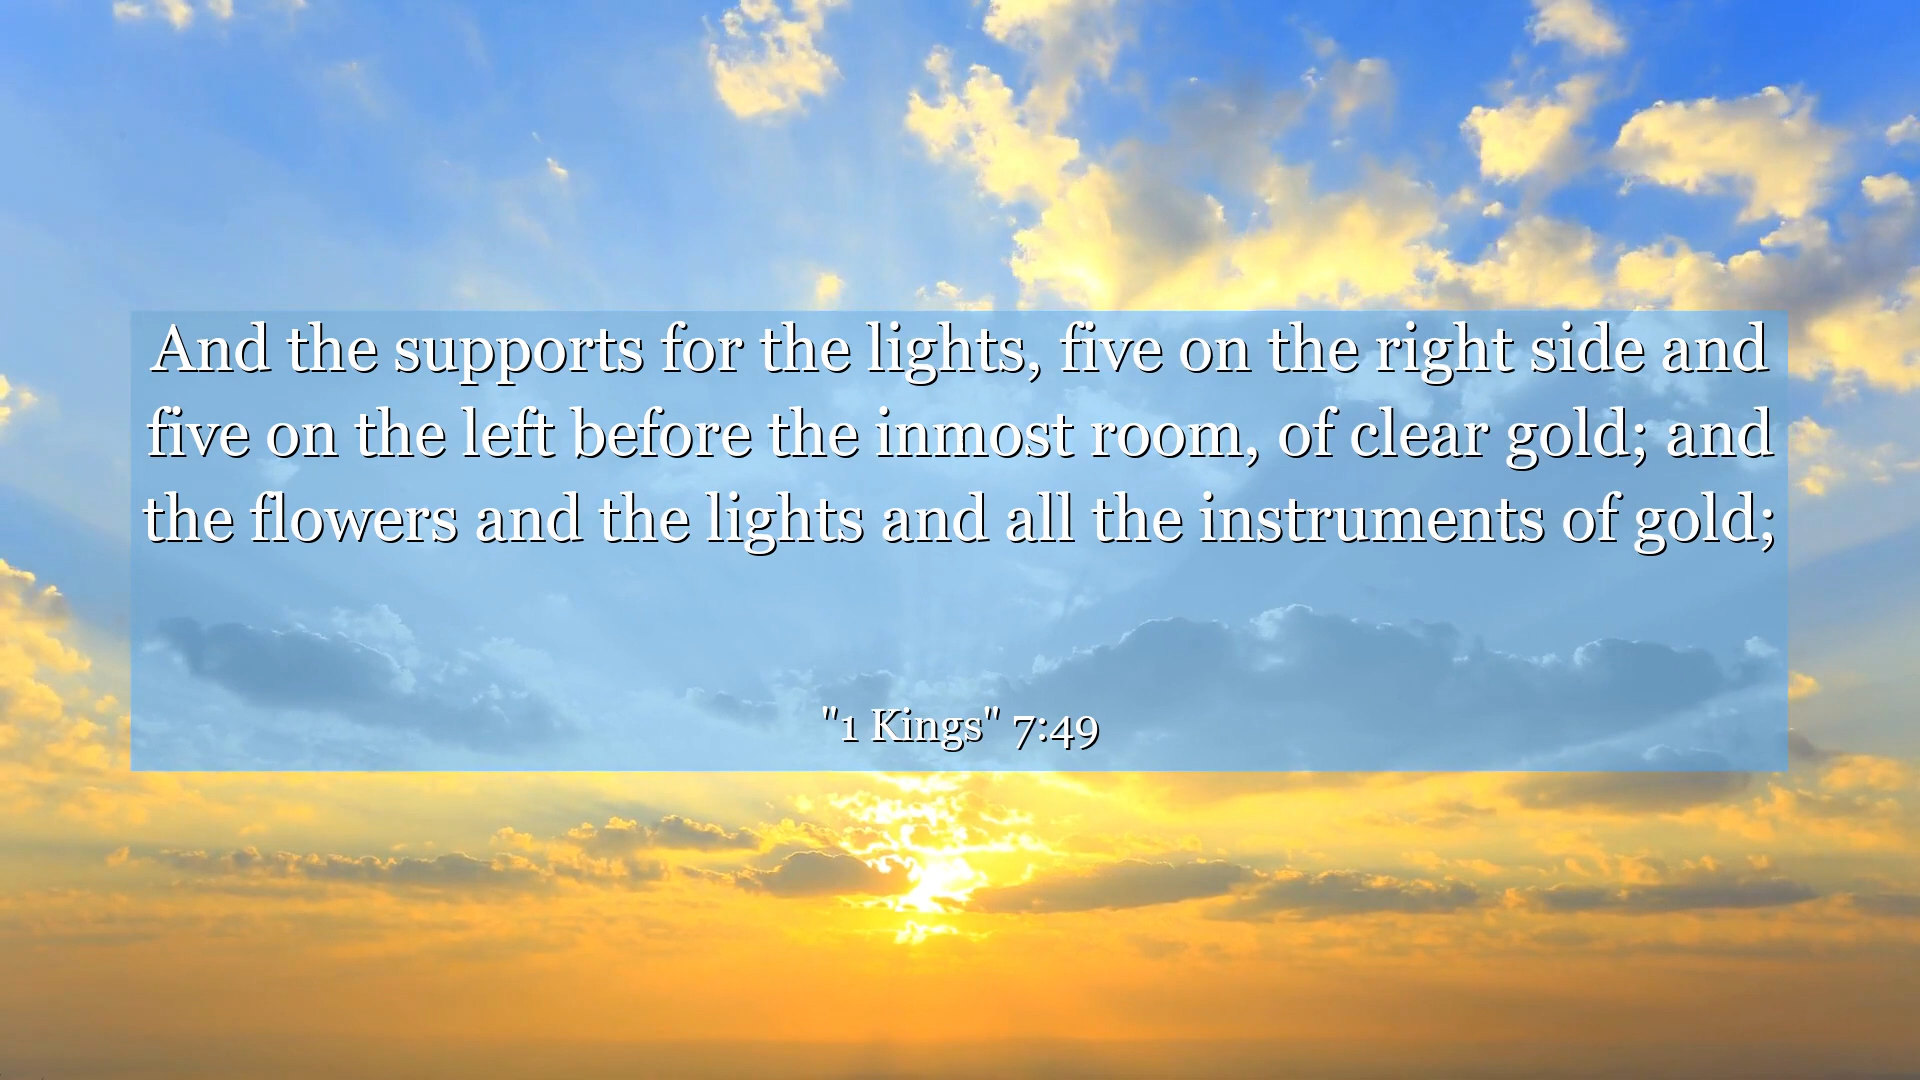 And the supports for the lights, five on the right side and
five on the left before the inmost room, of clear gold; and
the flowers and the lights and all the instruments of gold;
"1 Kings" 7:49